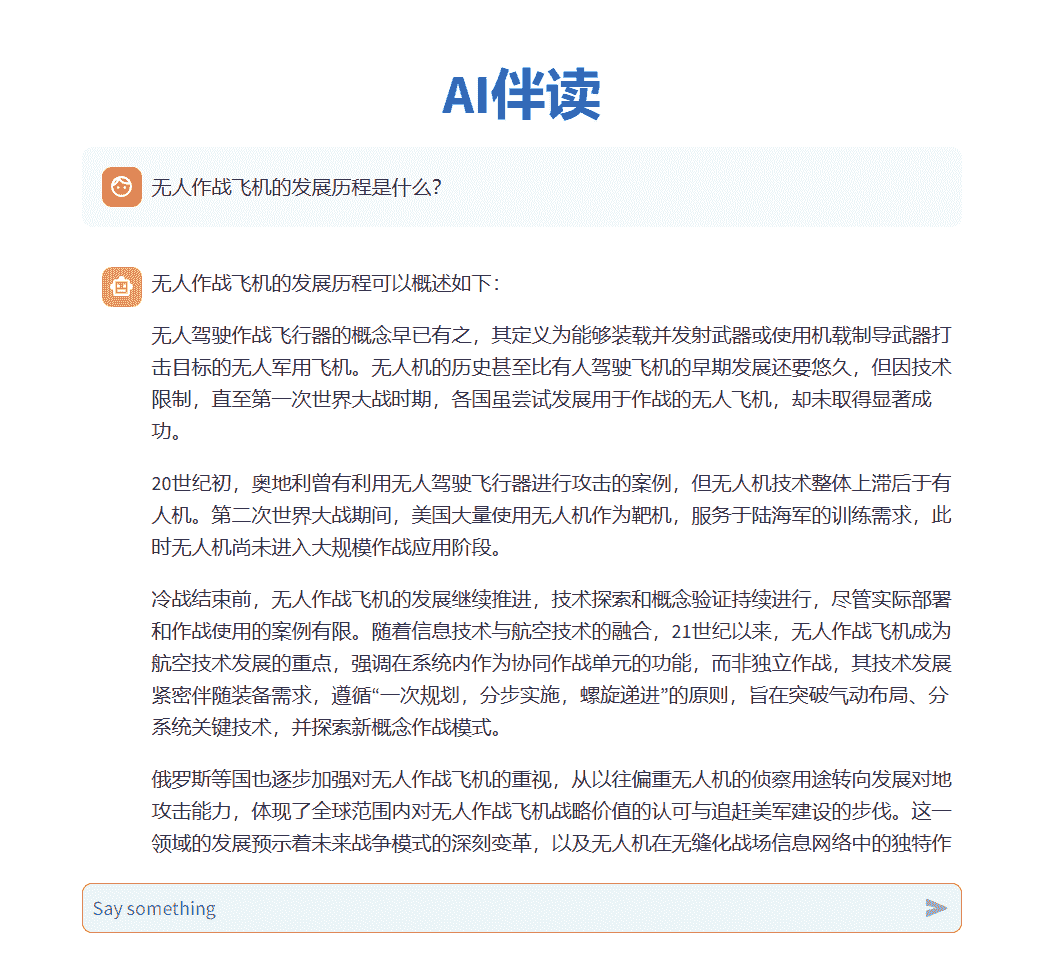 AI伴读
无人作战飞机的发展历程是什么?
无人作战飞机的发展历程可以概述如下：
无人驾驶作战飞行器的概念早已有之，其定义为能够装载并发射武器或使用机载制导武器打
击目标的无人军用飞机。无人机的历史甚至比有人驾驶飞机的早期发展还要悠久，但因技术
限制，直至第一次世界大战时期，各国虽尝试发展用于作战的无人飞机，却未取得显著成
功。
20世纪初，奥地利曾有利用无人驾驶飞行器进行攻击的案例，但无人机技术整体上滞后于有
人机。第二次世界大战期间，美国大量使用无人机作为靶机，服务于陆海军的训练需求，此
时无人机尚未进入大规模作战应用阶段。
冷战结束前，无人作战飞机的发展继续推进，技术探索和概念验证持续进行，尽管实际部署
和作战使用的案例有限。随着信息技术与航空技术的融合，21世纪以来，无人作战飞机成为
航空技术发展的重点，强调在系统内作为协同作战单元的功能，而非独立作战，其技术发展
紧密伴随装备需求，遵循“一次规划，分步实施，螺旋递进”的原则，旨在突破气动布局、分
系统关键技术，并探索新概念作战模式。
俄罗斯等国也逐步加强对无人作战飞机的重视，从以往偏重无人机的侦察用途转向发展对地
攻击能力，体现了全球范围内对无人作战飞机战略价值的认可与追赶美军建设的步伐。这一
领域的发展预示着未来战争模式的深刻变革，以及无人机在无缝化战场信息网络中的独特作
Say something